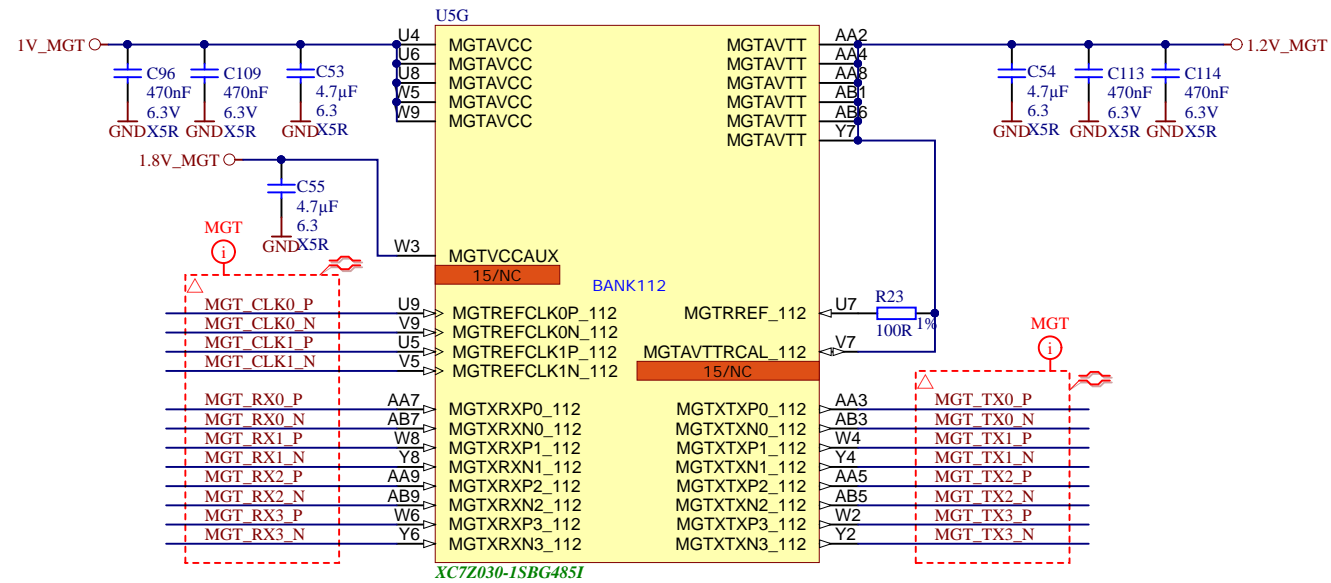 U5G
1V_MGT
C96
470nF
6.3V
X5R
GND
C109
470nF
6.3V
X5R
GND
C53
4.7µF
6.3
X5R
GND
1.8V_MGT
C55
4.7µF
6.3
X5R
GND
U4 MGTAVCC
U6 MGTAVCC
U8 MGTAVCC
W5 MGTAVCC
W9 MGTAVCC
W3 MGTVCCAUX
15/NC
BANK112
MGTAVTT AA2
MGTAVTT AA4
MGTAVTT AA8
MGTAVTT AB1
MGTAVTT AB6
MGTAVTT Y7
1.2V_MGT
C54
4.7µF
6.3
X5R
GND
C113
470nF
6.3V
X5R
GND
C114
470nF
6.3V
X5R
GND
MGT
i
MGT_CLK0_P U9 MGTREFCLK0P_112
MGT_CLK0_N V9 MGTREFCLK0N_112
MGT_CLK1_P U5 MGTREFCLK1P_112
MGT_CLK1_N V5 MGTREFCLK1N_112
MGTRREF_112 U7
R23
100R
1%
MGTAVTTRCAL_112 V7
15/NC
MGT
i
MGT_RX0_P AA7 MGTXRXP0_112
MGT_RX0_N AB7 MGTXRXN0_112
MGT_RX1_P W8 MGTXRXP1_112
MGT_RX1_N Y8 MGTXRXN1_112
MGT_RX2_P AA9 MGTXRXP2_112
MGT_RX2_N AB9 MGTXRXN2_112
MGT_RX3_P W6 MGTXRXP3_112
MGT_RX3_N Y6 MGTXRXN3_112
MGTXTXP0_112 AA3 MGT_TX0_P
MGTXTXN0_112 AB3 MGT_TX0_N
MGTXTXP1_112 W4 MGT_TX1_P
MGTXTXN1_112 Y4 MGT_TX1_N
MGTXTXP2_112 AA5 MGT_TX2_P
MGTXTXN2_112 AB5 MGT_TX2_N
MGTXTXP3_112 W2 MGT_TX3_P
MGTXTXN3_112 Y2 MGT_TX3_N
XC7Z030-1SBG485I